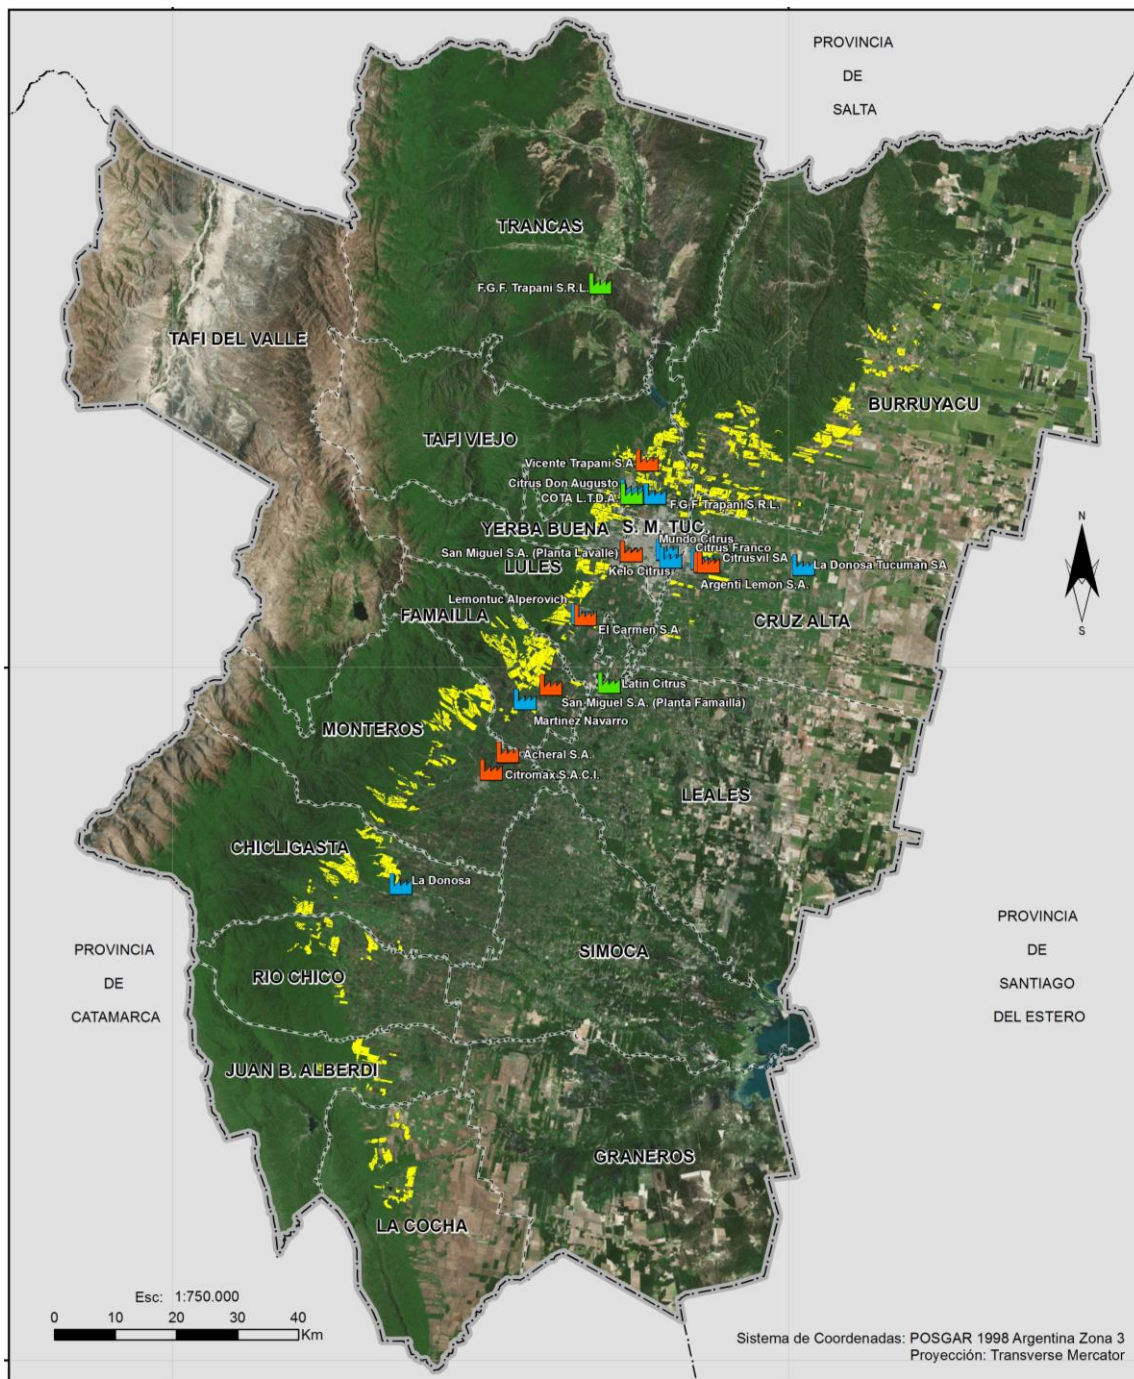 PROVINCIA
DE
SALTA
TRANCAS
F.G.F. Trapani S.R.L.
TAFI DEL VALLE
BURRUYACU
TAFI VIEJO
Vicente Trapani S.A
Citrus Don Augusto
COTA L.T.D.A.
F.G.F Trapani S.R.L.
YERBA BUENA
S. M. TUC.
Mundo Citrus
Citrus Franco
San Miguel S.A. (Planta Lavalle)
Citrusvil SA
LULES
Kelo Citrus
La Donosa Tucuman SA
Argenti Lemon S.A.
Lemontuc Alperovich
FAMAILLA
El Carmen S.A
CRUZ ALTA
N
S
Latin Citrus
San Miguel S.A. (Planta Famaillá)
Martinez Navarro
MONTEROS
Acheral S.A.
Citromax S.A.C.I.
LEALES
CHICLIGASTA
La Donosa
PROVINCIA
DE
SANTIAGO
DEL ESTERO
PROVINCIA
DE
CATAMARCA
SIMOCA
RIO CHICO
JUAN B. ALBERDI
GRANEROS
LA COCHA
Esc: 1:750.000
0 10 20 30 40
Km
Sistema de Coordenadas: POSGAR 1998 Argentina Zona 3
Proyección: Transverse Mercator